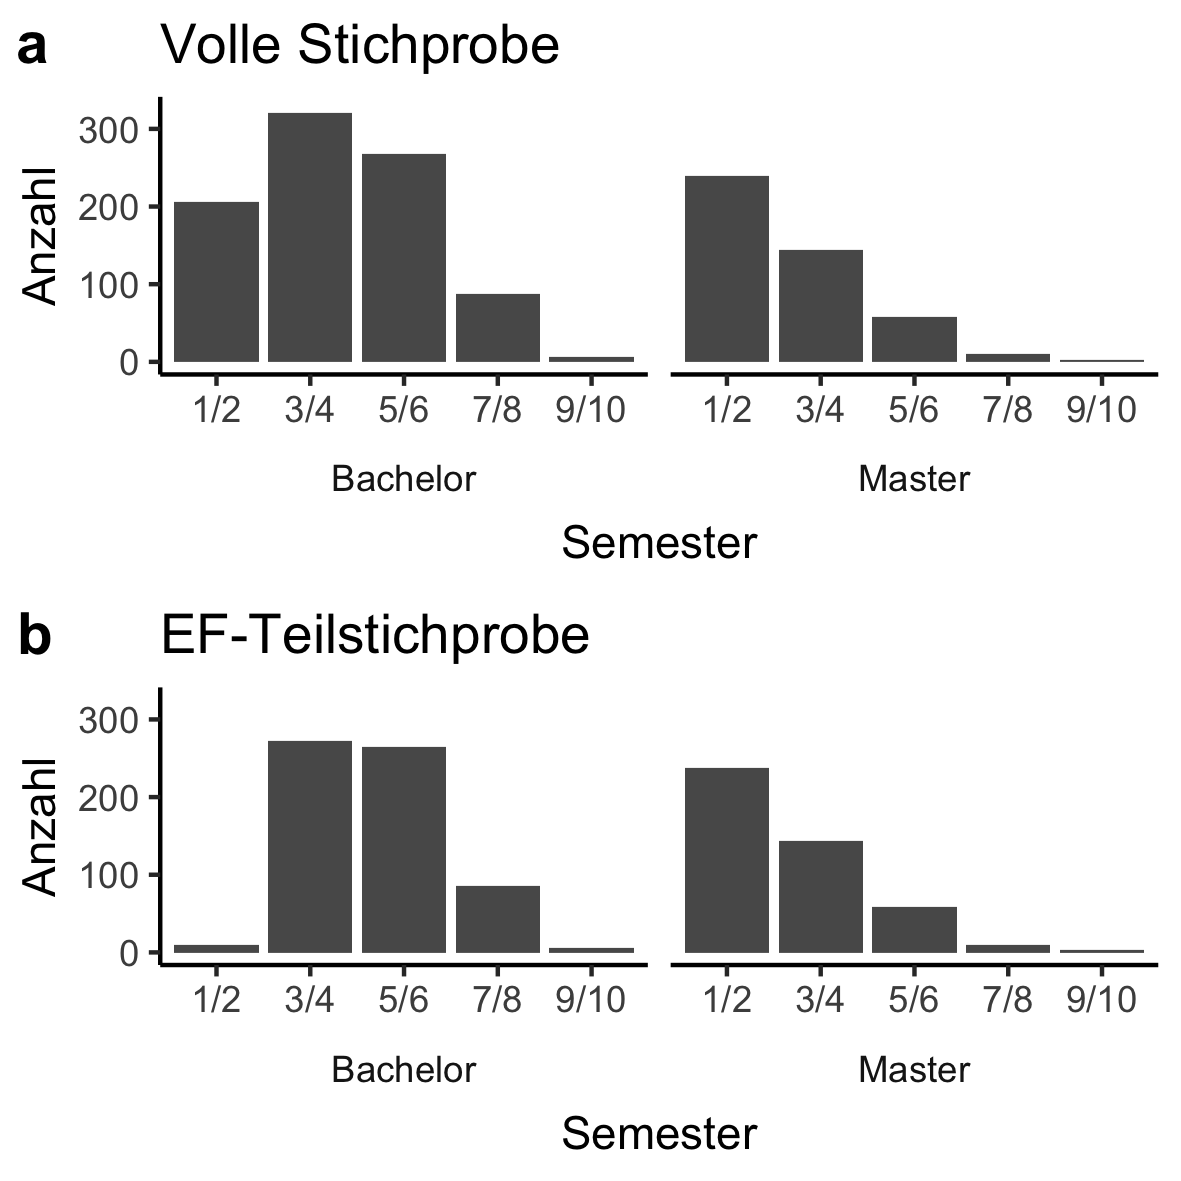 a Volle Stichprobe
Anzahl
300
200
100
0
1/2 3/4 5/6 7/8 9/10 1/2 3/4 5/6 7/8 9/10
Bachelor Master
Semester
b EF-Teilstichprobe
Anzahl
300
200
100
0
1/2 3/4 5/6 7/8 9/10 1/2 3/4 5/6 7/8 9/10
Bachelor Master
Semester